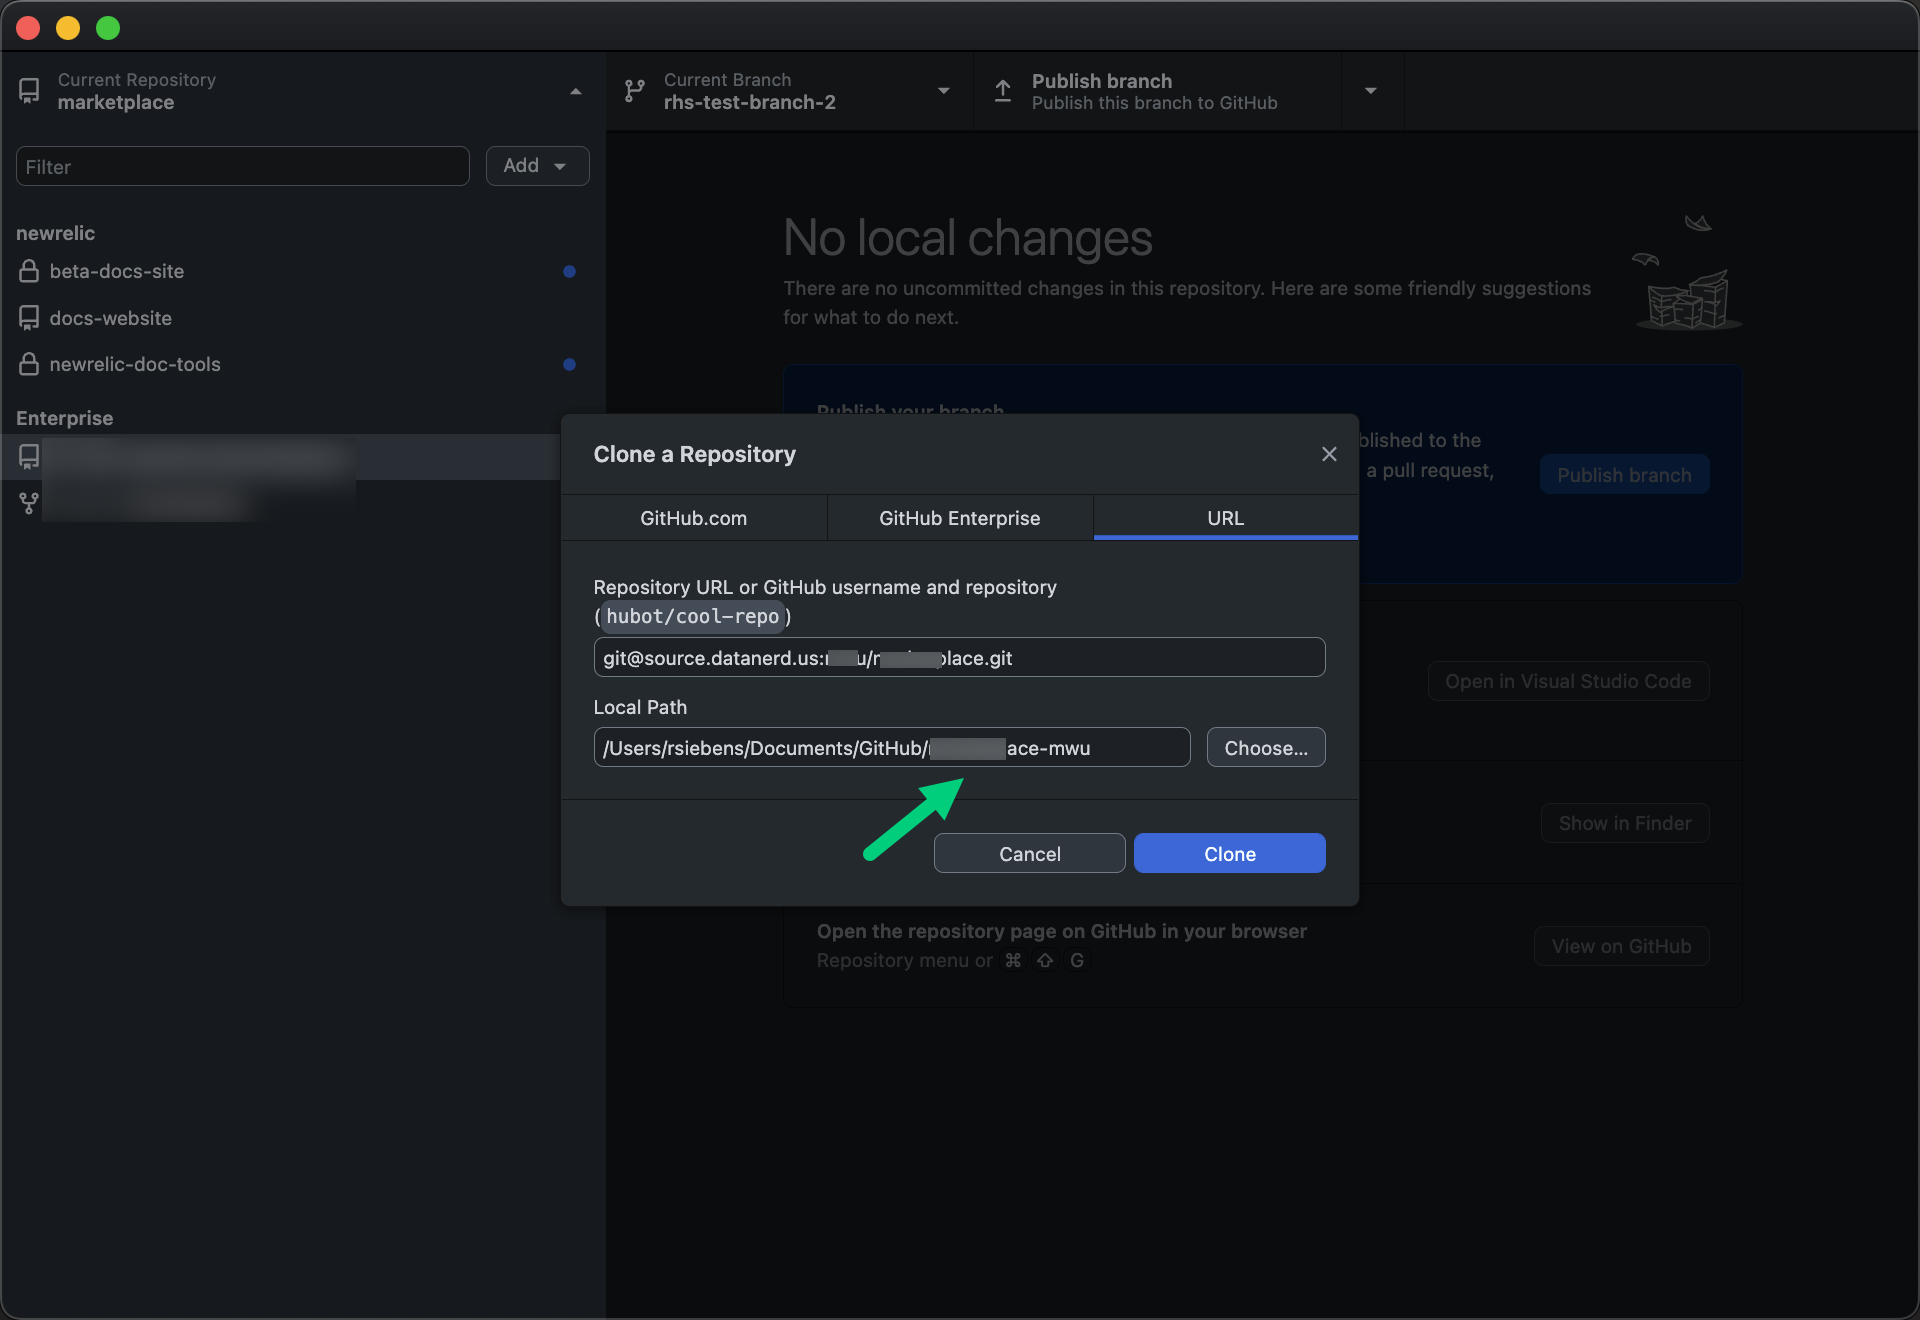 Current Repository
marketplace
Current Branch
rhs-test-branch-2
Publish branch
Publish this branch to GitHub
Filter
Add
newrelic
beta-docs-site
docs-website
newrelic-doc-tools
Enterprise
No local changes
There are no uncommitted changes in this repository. Here are some friendly suggestions
for what to do next.
Publish your branch
blished to the
a pull request,
Publish branch
Clone a Repository
GitHub.com
GitHub Enterprise
URL
Repository URL or GitHub username and repository
(hubot/cool-repo)
git@source.datanerd.us: u/ place.git
Local Path
/Users/rsiebens/Documents/GitHub/ ace-mwu
Choose...
Cancel
Clone
Open in Visual Studio Code
Show in Finder
Open the repository page on GitHub in your browser
Repository menu or ⌘ ⇧ G
View on GitHub